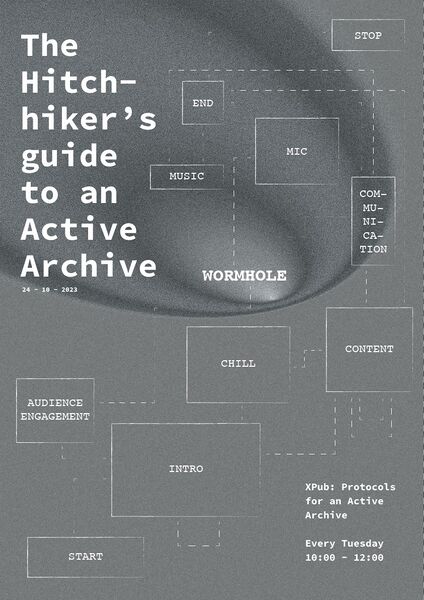 The
Hitch-
hiker's
guide
to an
Active
Archive
24 - 10 - 2023
STOP
END
MIC
MUSIC
COM-
MU-
NI-
CA-
TION
WORMHOLE
CHILL
CONTENT
AUDIENCE
ENGAGEMENT
INTRO
START
XPub: Protocols
for an Active
Archive
Every Tuesday
10:00 - 12:00